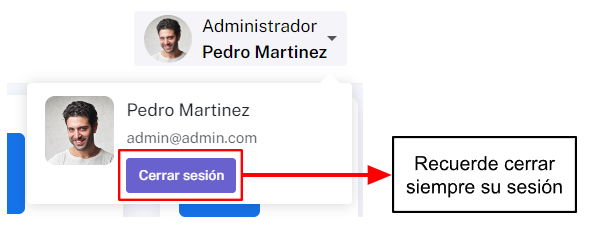 Administrador
Pedro Martinez
Pedro Martinez
admin@admin.com
Cerrar sesión
Recuerde cerrar
siempre su sesión